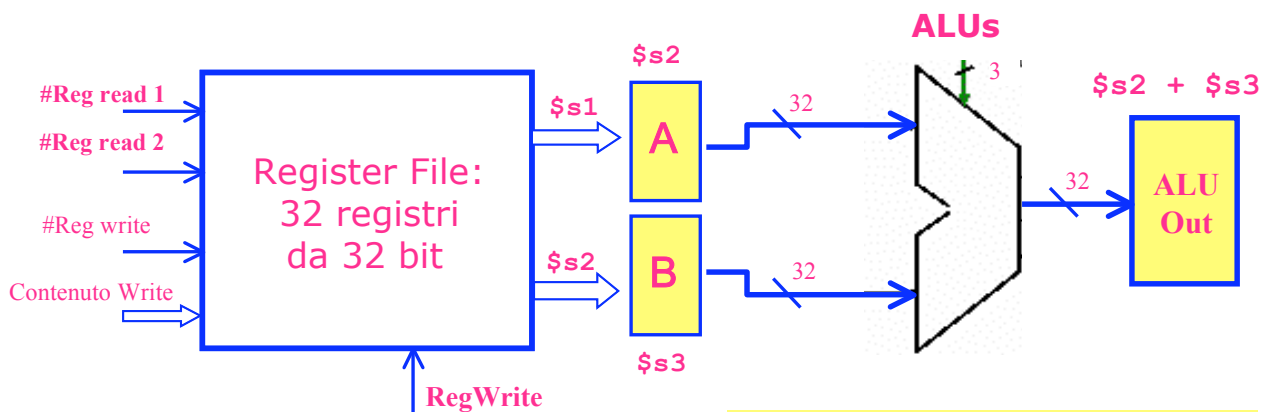 ALUs
3
$s2
$s2 + $s3
#Reg read 1
#Reg read 2
#Reg write
Contenuto Write
Register File:
32 registri
da 32 bit
$s1
$s2
A
B
$s3
32
32
32
ALU
Out
RegWrite